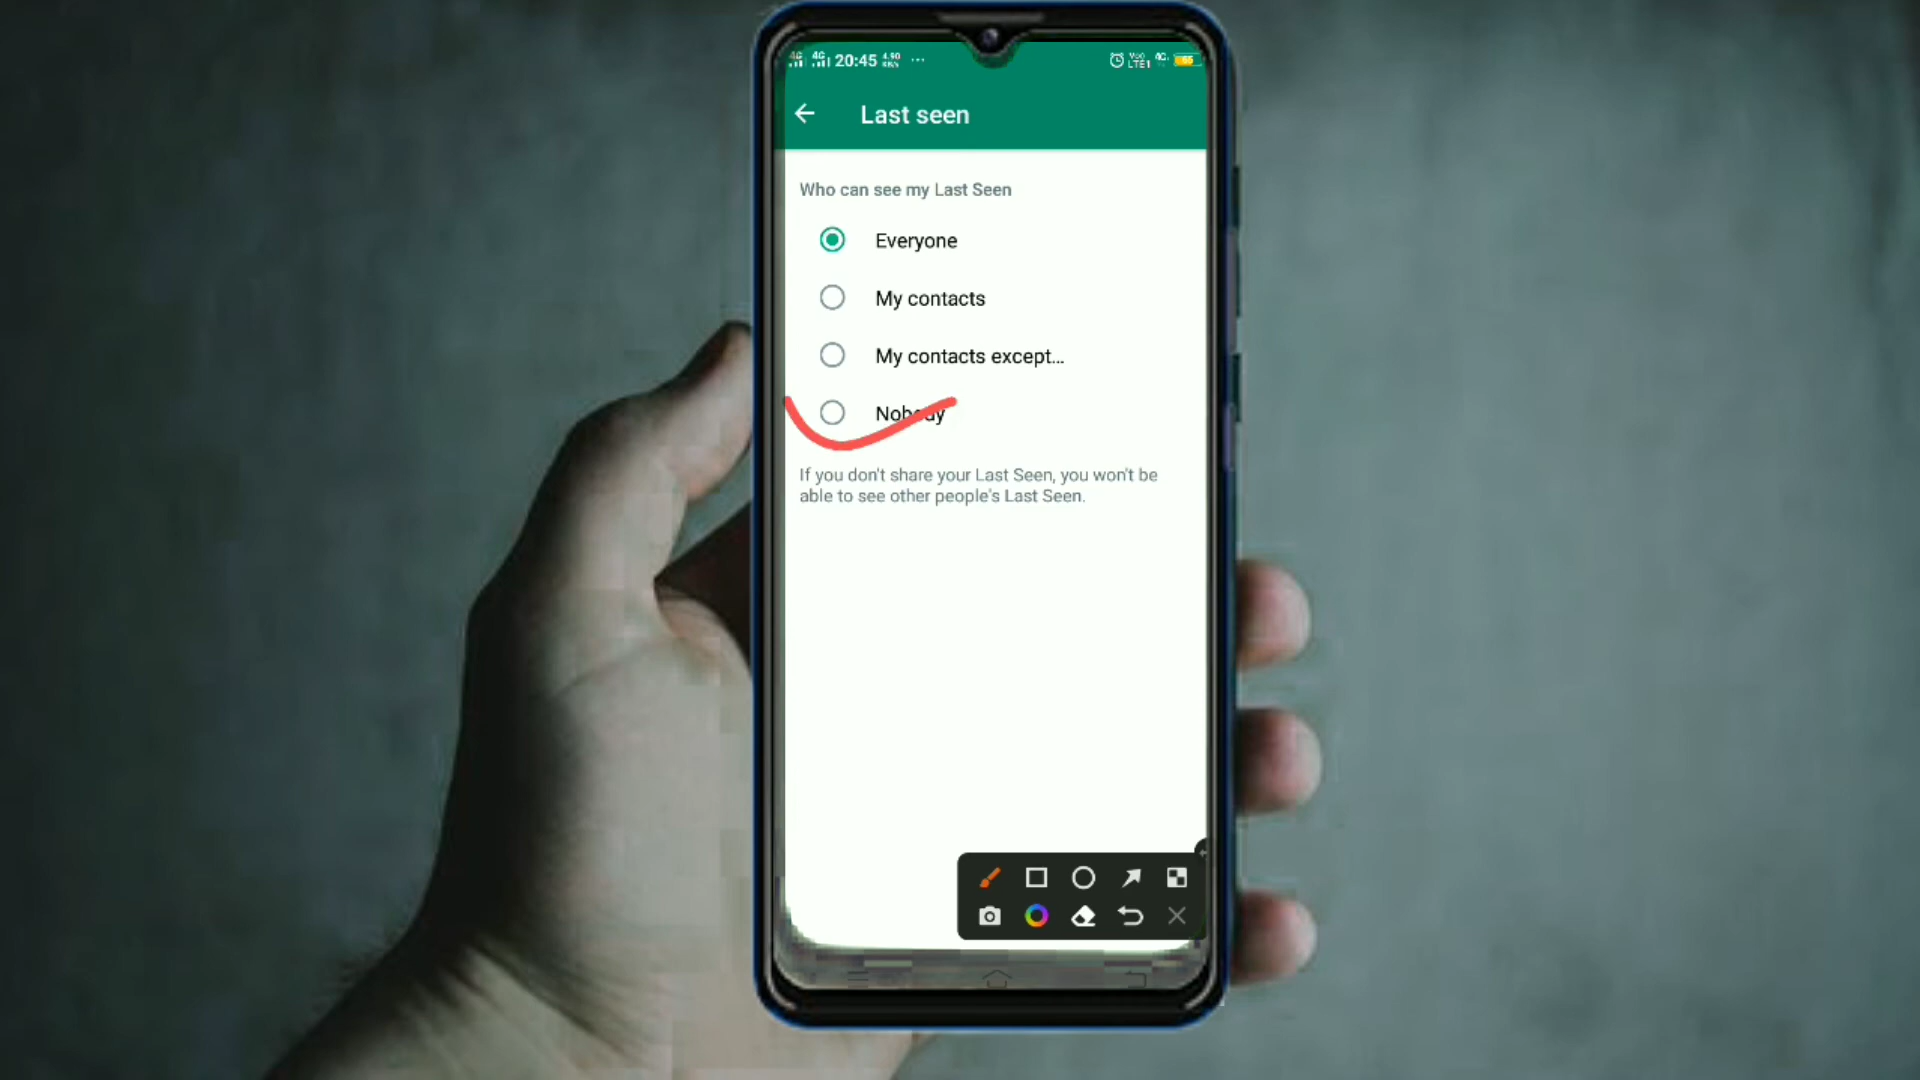 20:45
Last seen
Who can see my Last Seen
Everyone
My contacts
My contacts except...
Nobody
If you don't share your Last Seen, you won't be
able to see other people's Last Seen.